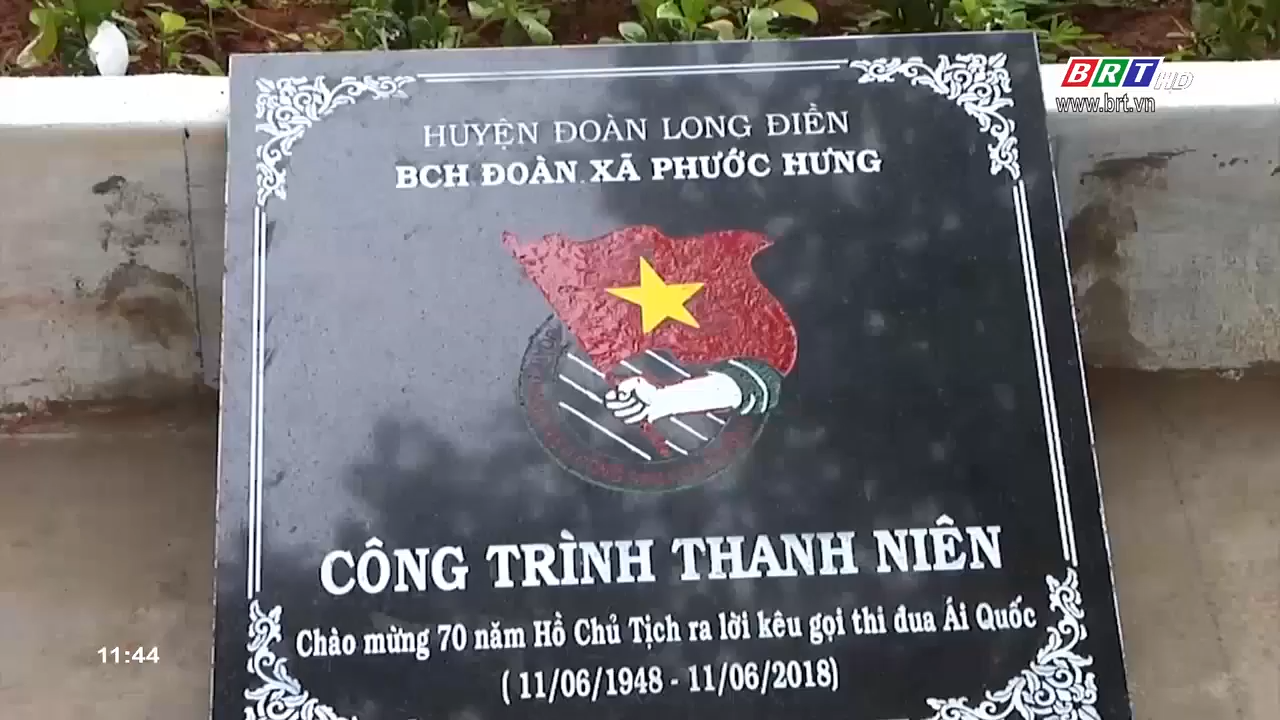 BRT HD
www.brt.vn
HUYỆN ĐOÀN LONG ĐIỀN
BCH ĐOÀN XÃ PHƯỚC HƯNG
CÔNG TRÌNH THANH NIÊN
Chào mừng 70 năm Hồ Chủ Tịch ra lời kêu gọi thi đua Ái Quốc
( 11/06/1948 - 11/06/2018)
11:44